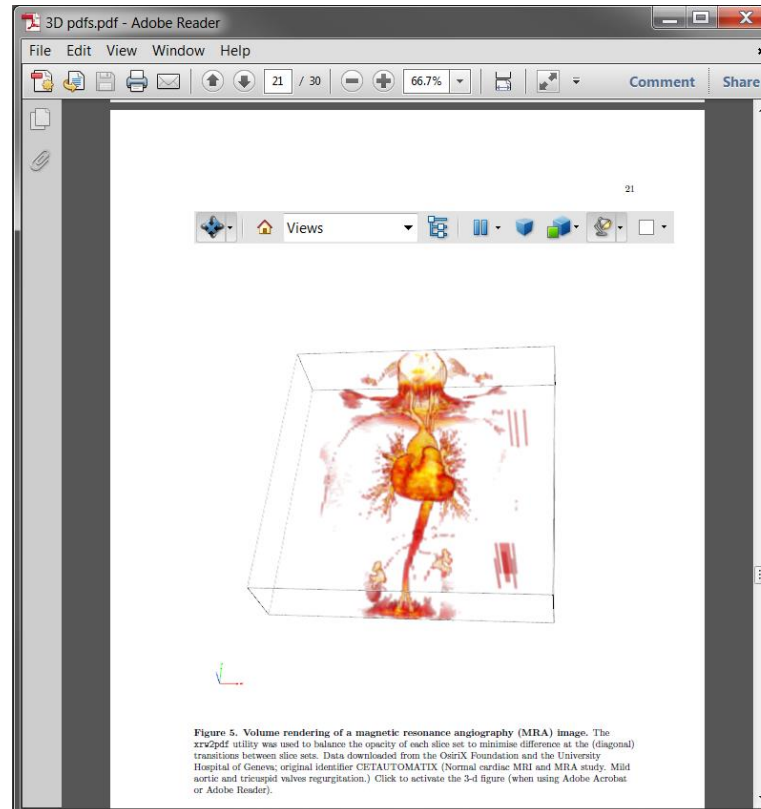 3D pdfs.pdf - Adobe Reader
File Edit View Window Help
21 / 30 66.7% Comment Share
21
Views
Figure 5. Volume rendering of a magnetic resonance angiography (MRA) image. The
xrw2pdf utility was used to balance the opacity of each slice set to minimise difference at the (diagonal)
transitions between slice sets. Data downloaded from the OsiriX Foundation and the University
Hospital of Geneva; original identifier CETAUTOMATIX (Normal cardiac MRI and MRA study. Mild
aortic and tricuspid valves regurgitation.) Click to activate the 3-d figure (when using Adobe Acrobat
or Adobe Reader).